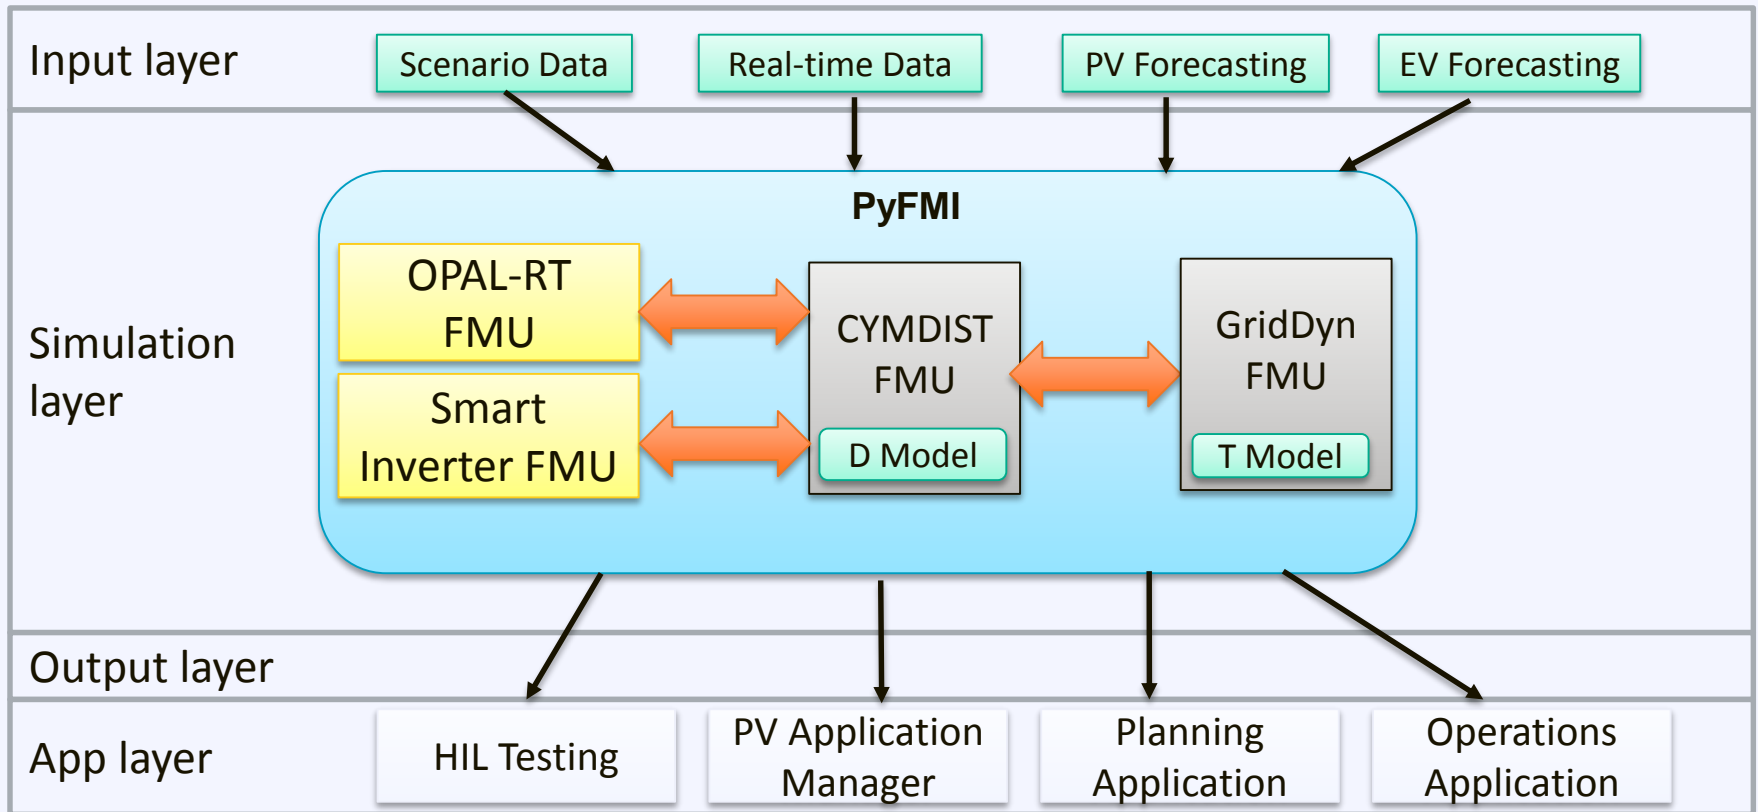 Input layer
Scenario Data
Real-time Data
PV Forecasting
EV Forecasting
Simulation
layer
PyFMI
OPAL-RT
FMU
Smart
Inverter FMU
CYMDIST
FMU
D Model
GridDyn
FMU
T Model
Output layer
App layer
HIL Testing
PV Application
Manager
Planning
Application
Operations
Application